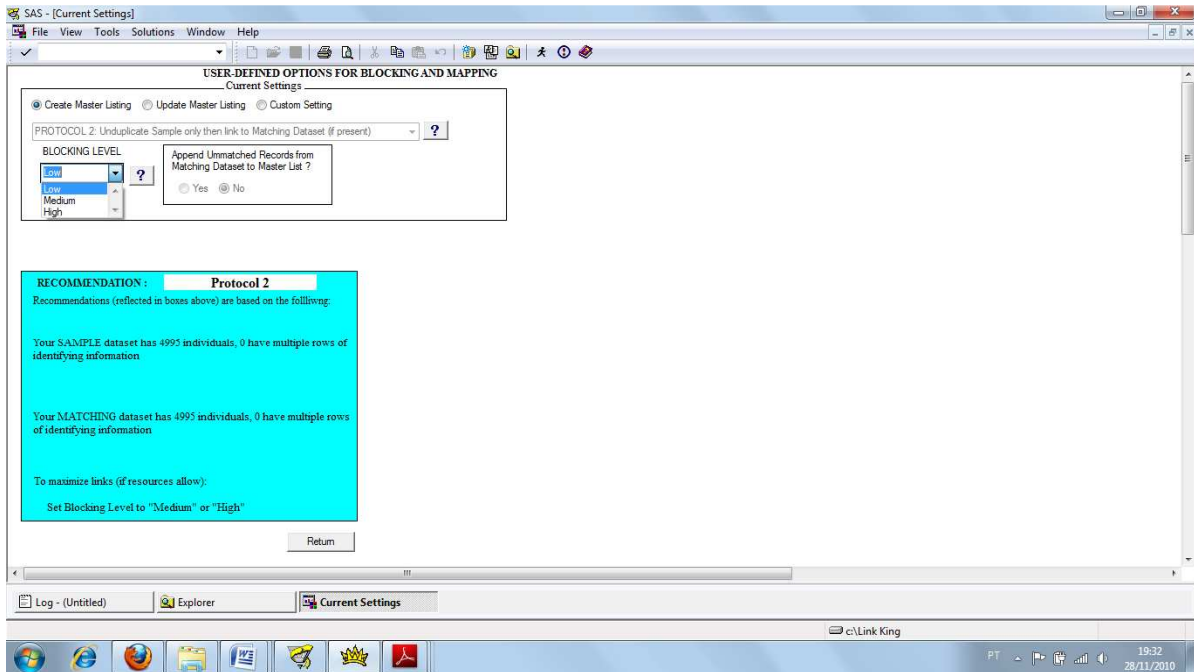 SAS - [Current Settings]
File View Tools Solutions Window Help
USER-DEFINED OPTIONS FOR BLOCKING AND MAPPING
Current Settings
Create Master Listing Update Master Listing Custom Setting
PROTOCOL 2: Unduplicate Sample only then link to Matching Dataset (if present)
?
BLOCKING LEVEL
Low
?
Low
Medium
High
Append Unmatched Records from
Matching Dataset to Master List ?
Yes No
RECOMMENDATION : Protocol 2
Recommendations (reflected in boxes above) are based on the follliwng:
Your SAMPLE dataset has 4995 individuals, 0 have multiple rows of
identifying information
Your MATCHING dataset has 4995 individuals, 0 have multiple rows
of identifying information
To maximize links (if resources allow):
Set Blocking Level to "Medium" or "High"
Return
Log - (Untitled) Explorer Current Settings
c:\Link King
PT
19:32
28/11/2010